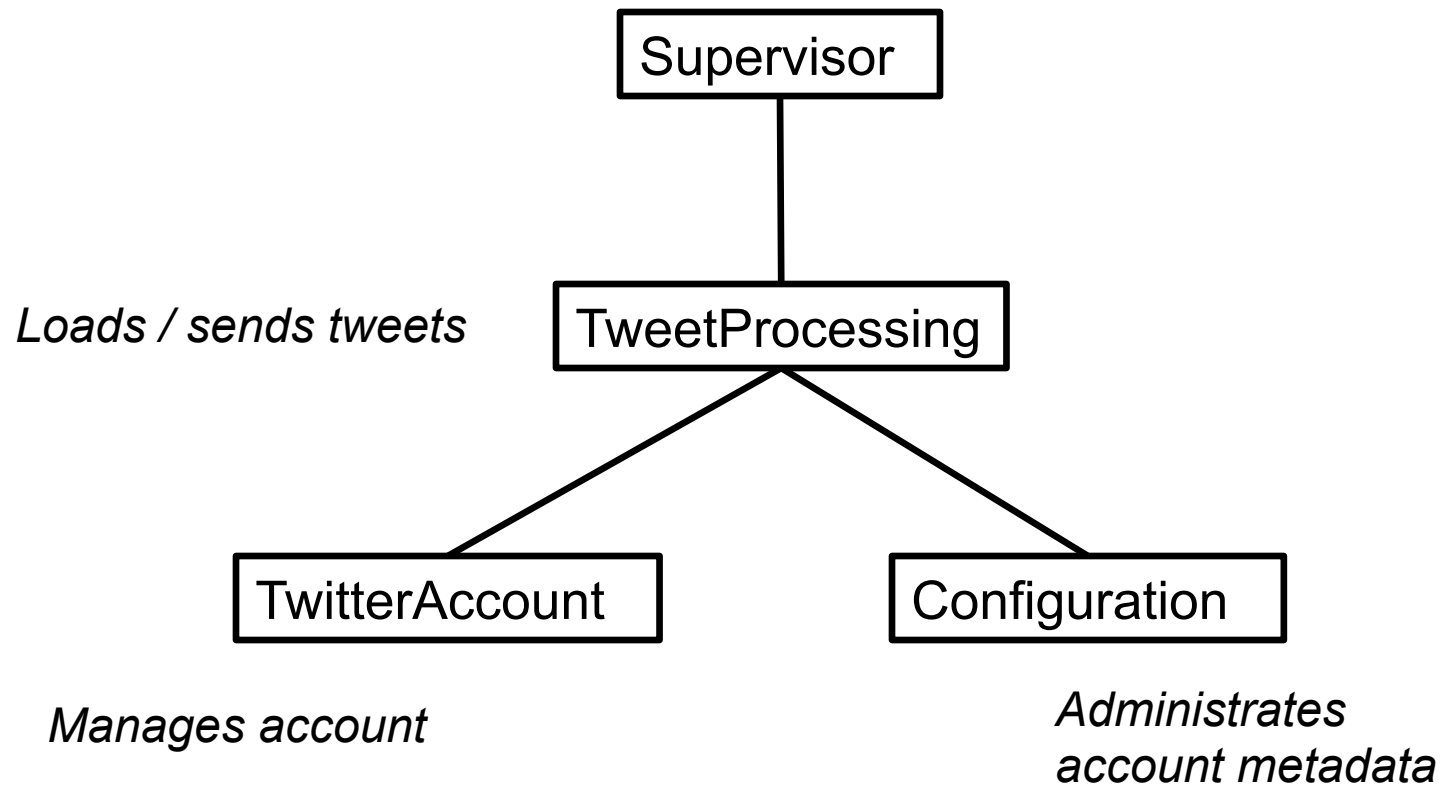 Supervisor
Loads / sends tweets
TweetProcessing
TwitterAccount
Configuration
Manages account
Administrates
account metadata